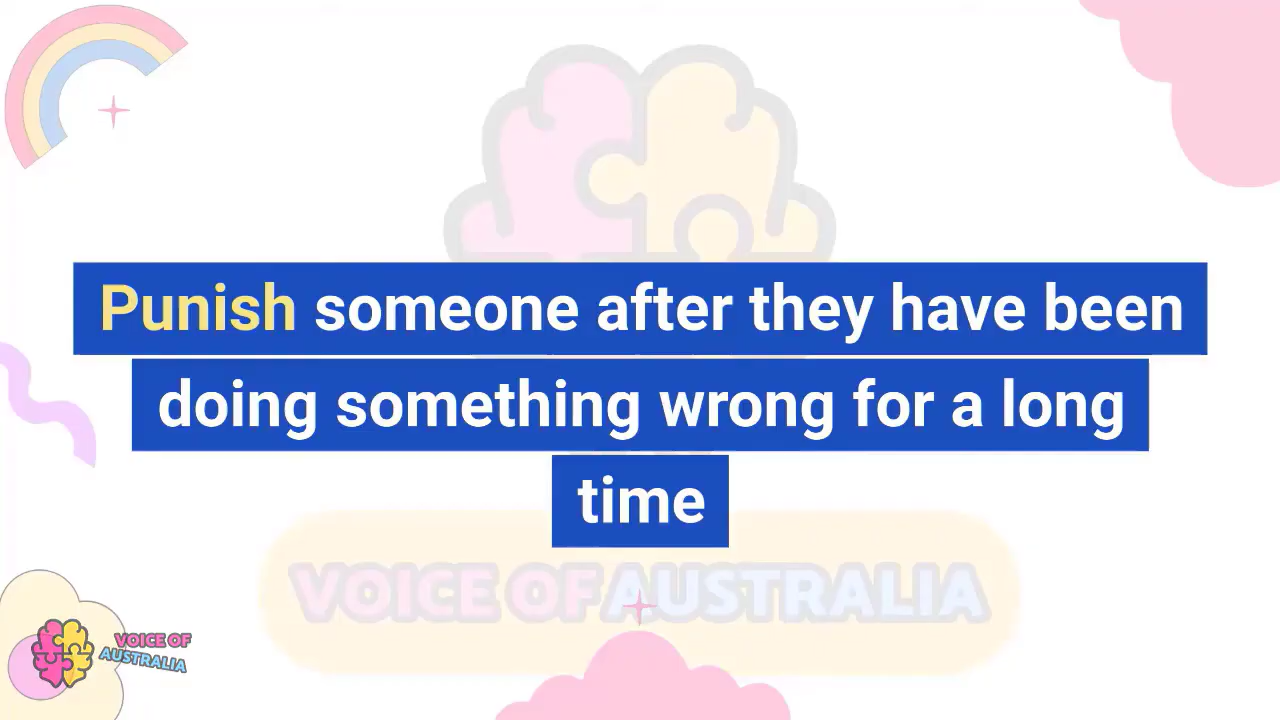 Punish someone after they have been
doing something wrong for a long
time
VOICE OF AUSTRALIA
VOICE OF
AUSTRALIA